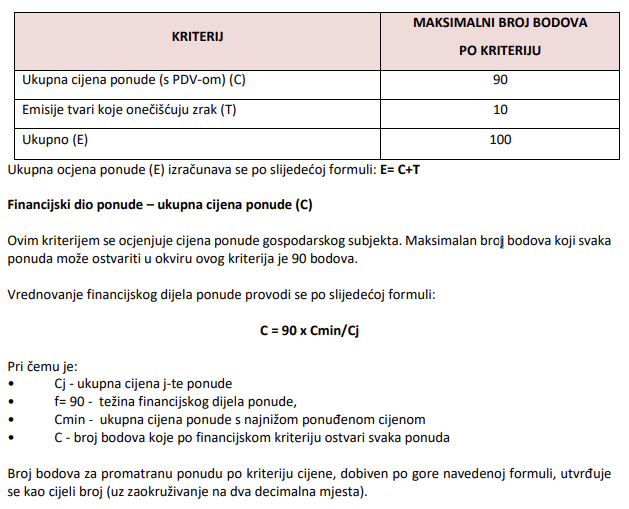 KRITERIJ
MAKSIMALNI BROJ BODOVA
PO KRITERIJU
Ukupna cijena ponude (s PDV-om) (C) 90
Emisije tvari koje onečišćuju zrak (T) 10
Ukupno (E) 100
Ukupna ocjena ponude (E) izračunava se po slijedećoj formuli: E= C+T
Financijski dio ponude – ukupna cijena ponude (C)
Ovim kriterijem se ocjenjuje cijena ponude gospodarskog subjekta. Maksimalan broj bodova koji svaka
ponuda može ostvariti u okviru ovog kriterija je 90 bodova.
Vrednovanje financijskog dijela ponude provodi se po slijedećoj formuli:
C = 90 x Cmin/Cj
Pri čemu je:
• Cj - ukupna cijena j-te ponude
• f= 90 - težina financijskog dijela ponude,
• Cmin - ukupna cijena ponude s najnižom ponuđenom cijenom
• C - broj bodova koje po financijskom kriteriju ostvari svaka ponuda
Broj bodova za promatranu ponudu po kriteriju cijene, dobiven po gore navedenoj formuli, utvrđuje
se kao cijeli broj (uz zaokruživanje na dva decimalna mjesta).